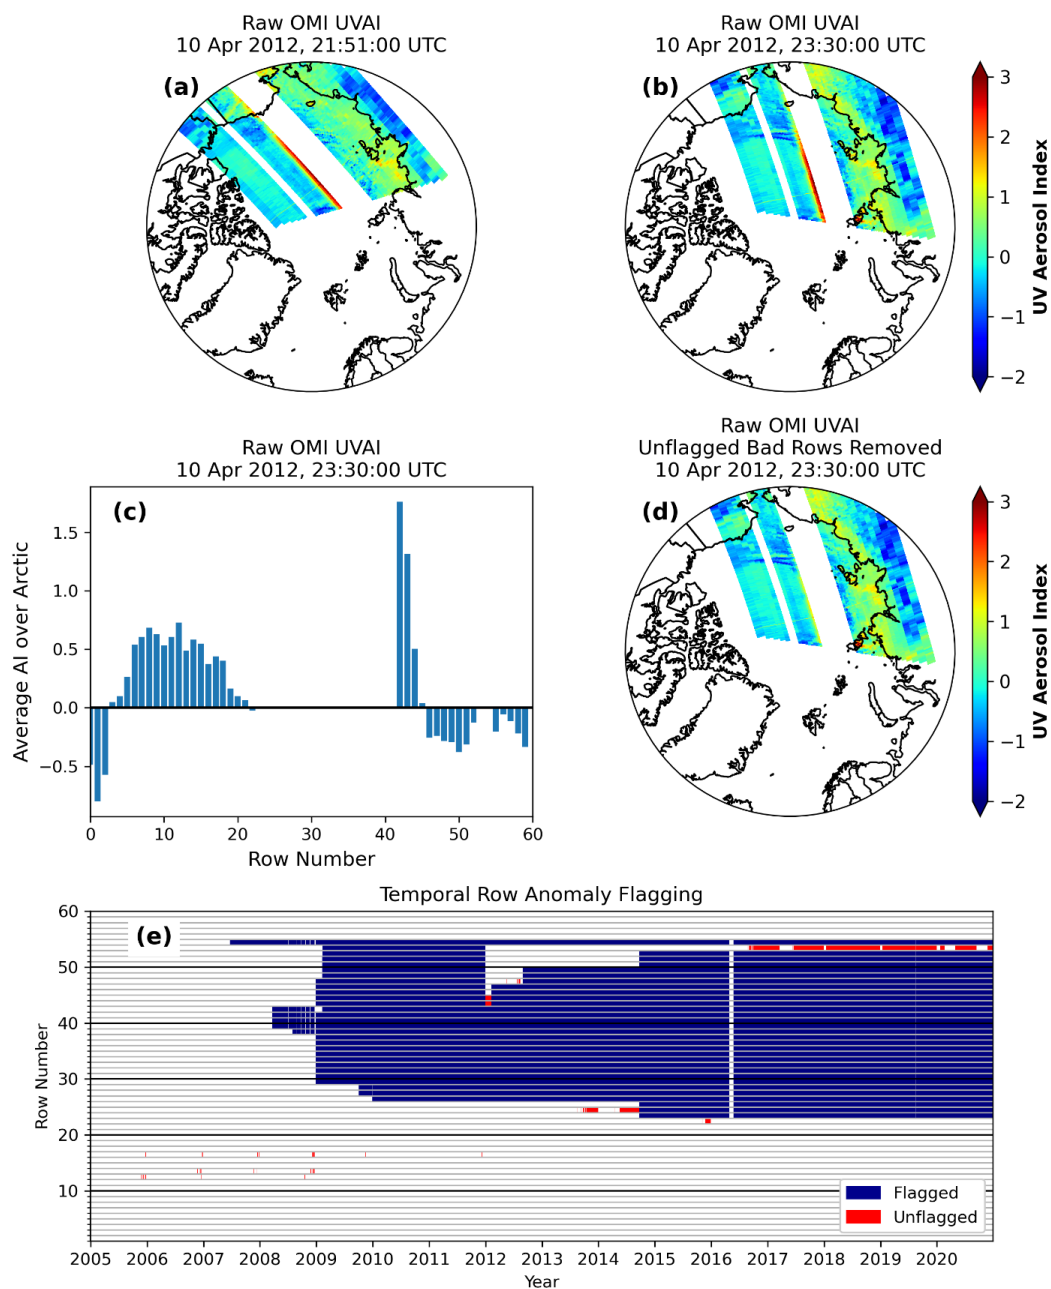 Raw OMI UVAI
10 Apr 2012, 21:51:00 UTC
(a)
Raw OMI UVAI
10 Apr 2012, 23:30:00 UTC
(b)
3
2
1
0
−1
−2
UV Aerosol Index
Raw OMI UVAI
10 Apr 2012, 23:30:00 UTC
(c)
1.5
1.0
0.5
0.0
−0.5
Average AI over Arctic
0 10 20 30 40 50 60
Row Number
Raw OMI UVAI
Unflagged Bad Rows Removed
10 Apr 2012, 23:30:00 UTC
(d)
3
2
1
0
−1
−2
UV Aerosol Index
Temporal Row Anomaly Flagging
(e)
60
50
40
30
20
10
Row Number
Flagged
Unflagged
2005 2006 2007 2008 2009 2010 2011 2012 2013 2014 2015 2016 2017 2018 2019 2020
Year